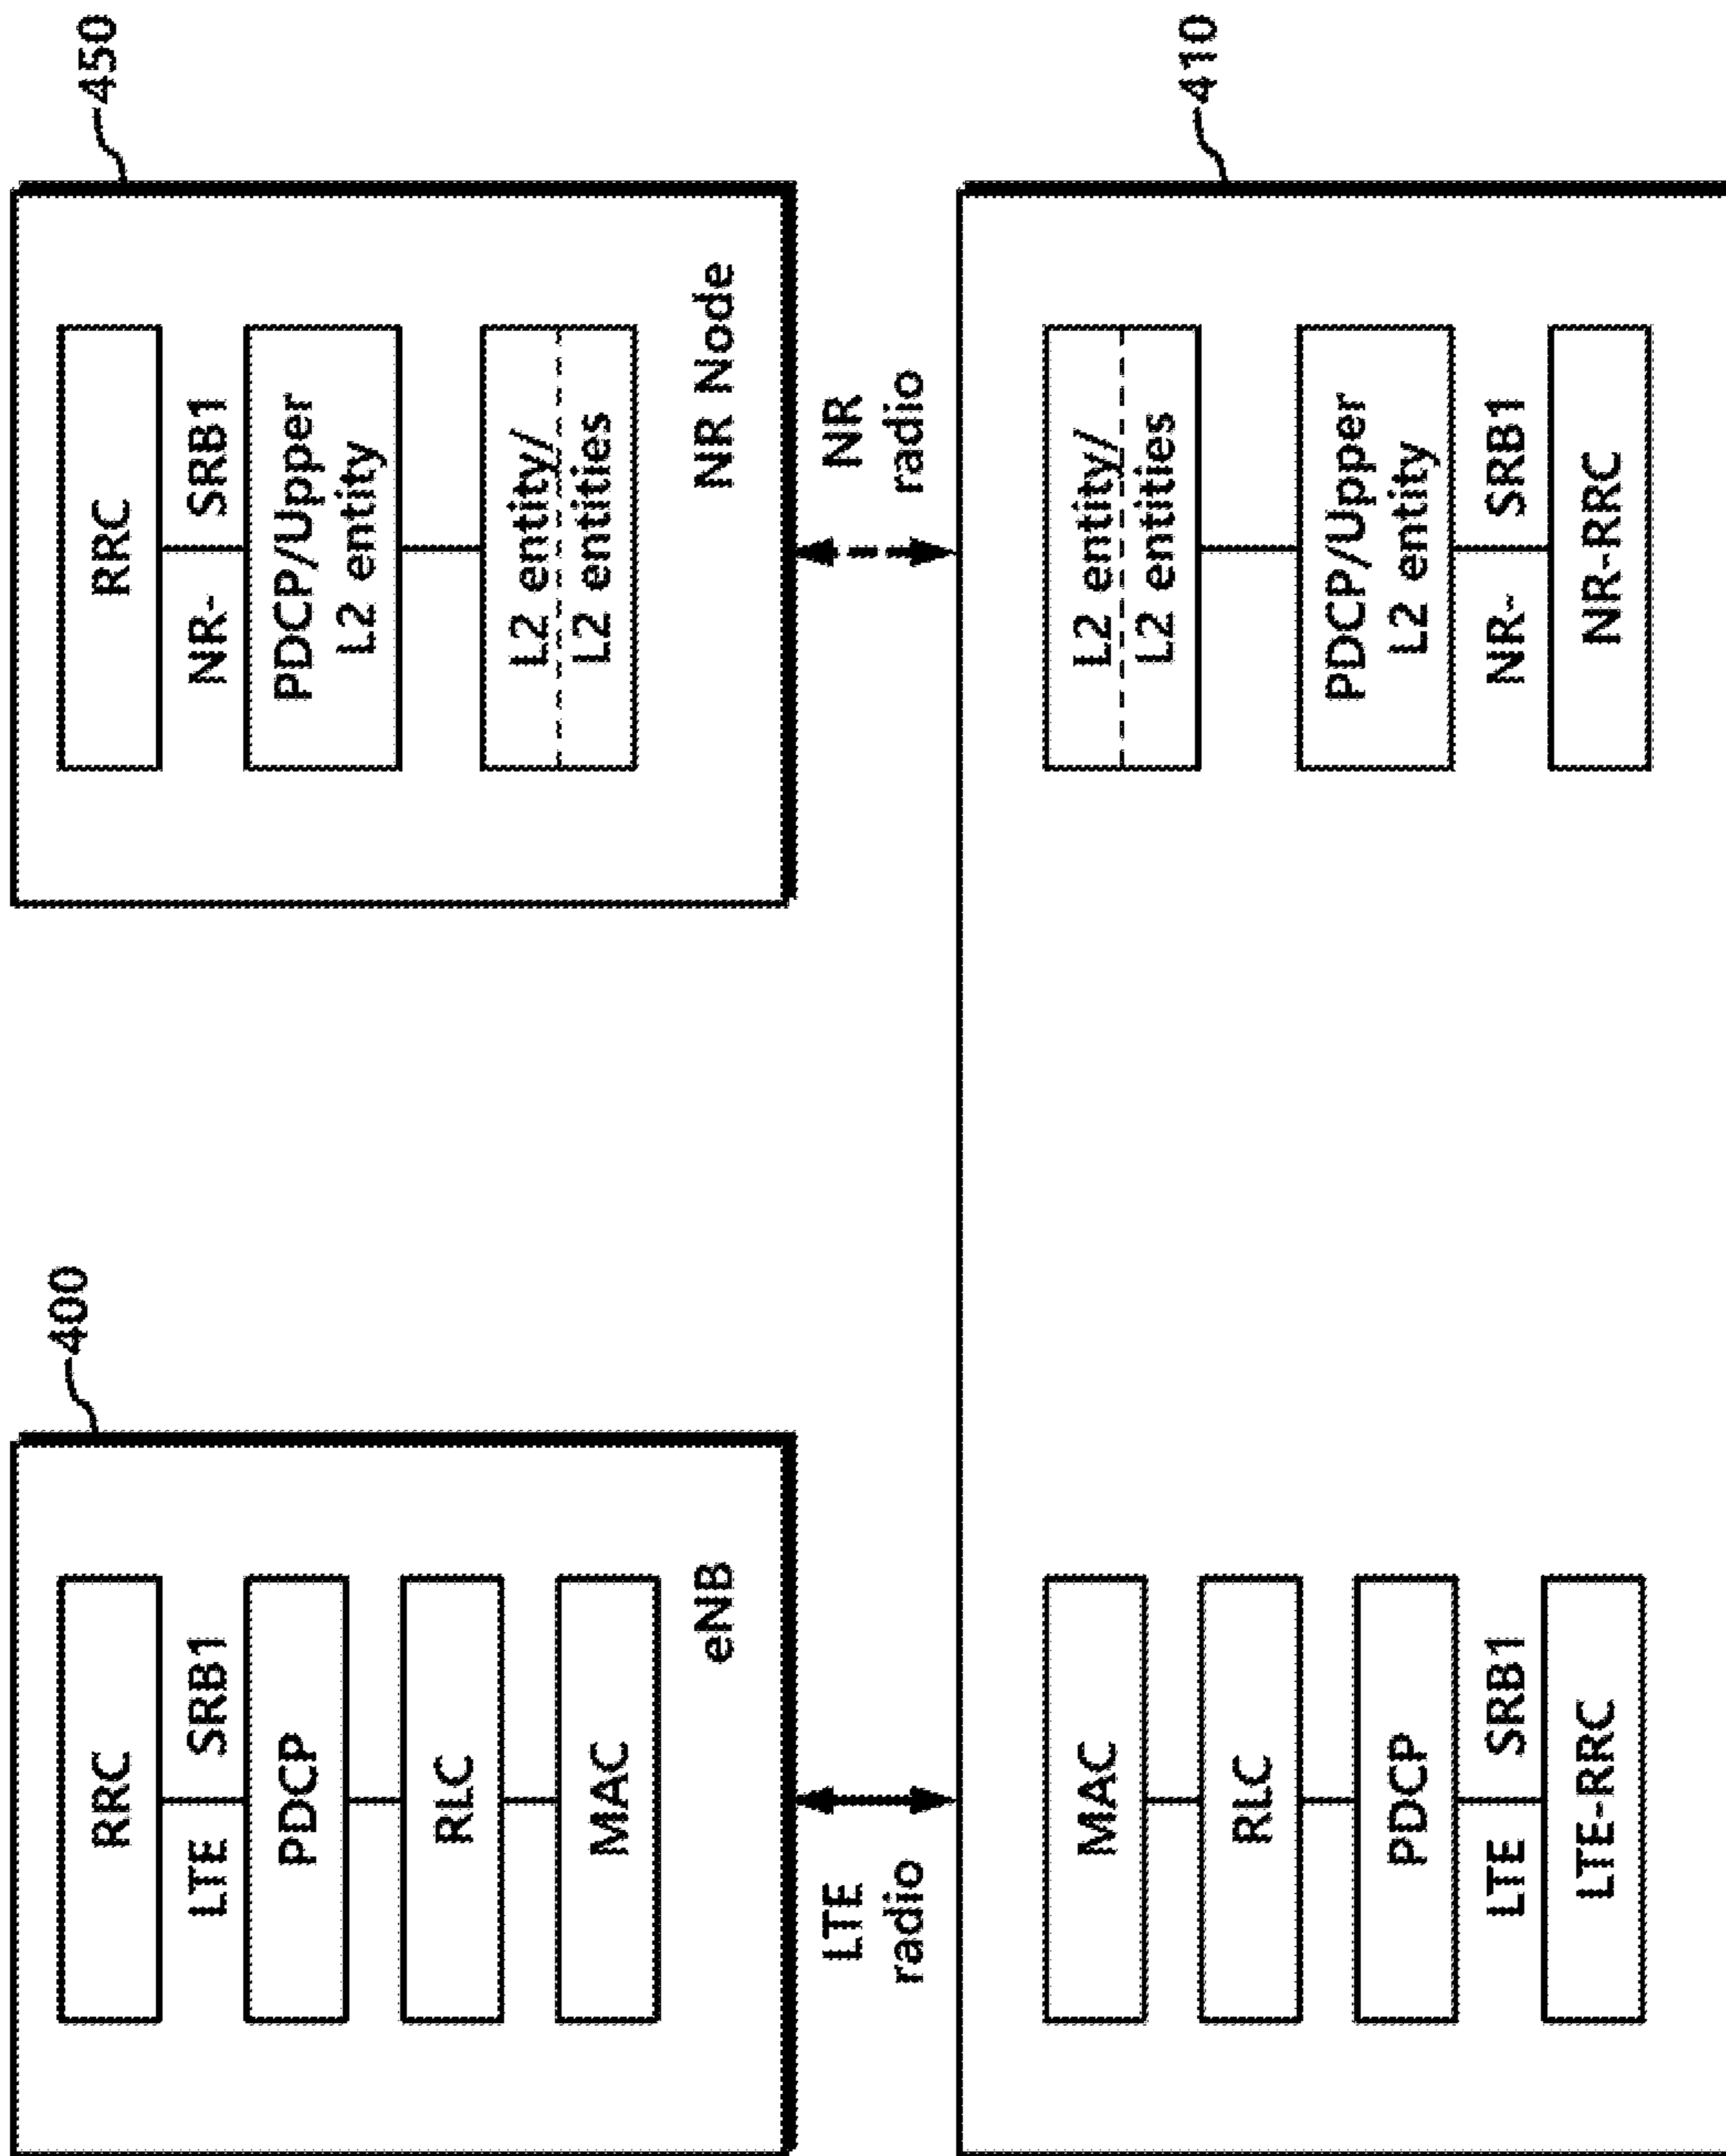 400
RRC
LTE SRB1
PDCP
RLC
MAC
eNB
450
RRC
NR- SRB1
PDCP/Upper
L2 entity
L2 entity/
L2 entities
NR Node
LTE
radio
NR
radio
410
MAC
RLC
PDCP
LTE SRB1
LTE-RRC
L2 entity/
L2 entities
PDCP/Upper
L2 entity
NR- SRB1
NR-RRC